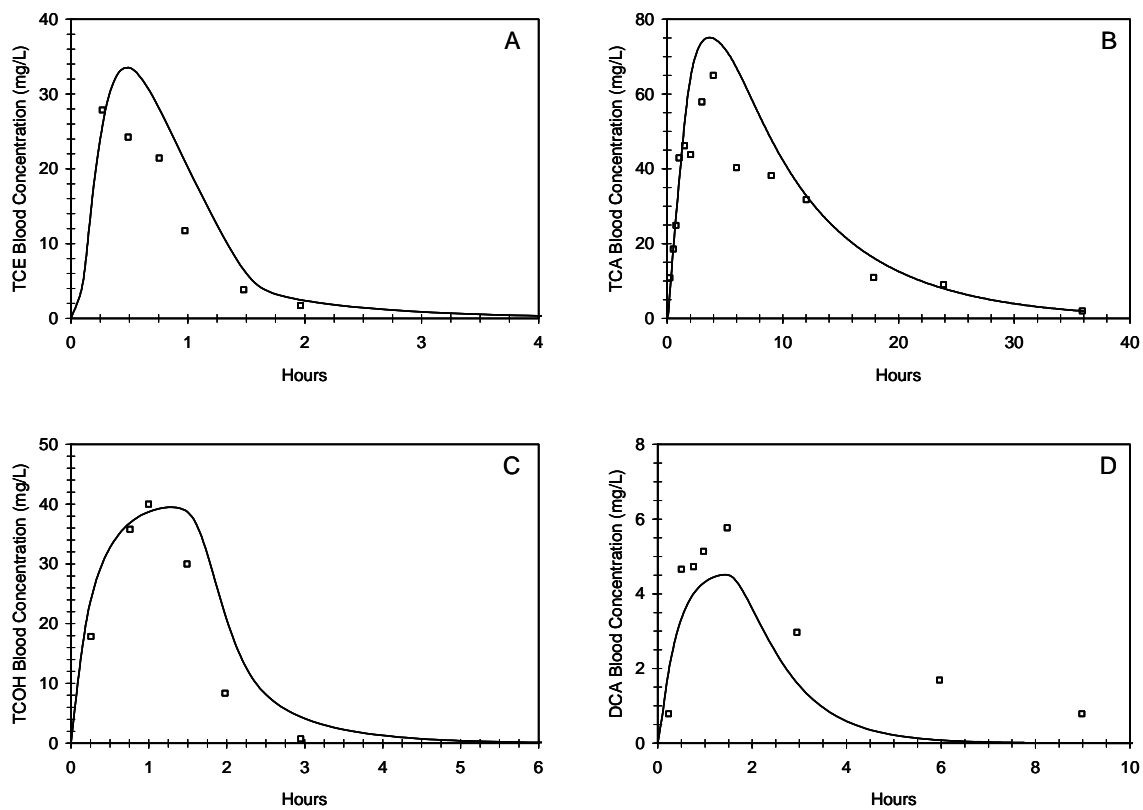 A
TCE Blood Concentration (mg/L)
40
30
20
10
0
0 1 2 3 4
Hours
B
TCA Blood Concentration (mg/L)
80
60
40
20
0
0 10 20 30 40
Hours
C
TCOH Blood Concentration (mg/L)
50
40
30
20
10
0
0 1 2 3 4 5 6
Hours
D
DCA Blood Concentration (mg/L)
8
6
4
2
0
0 2 4 6 8 10
Hours